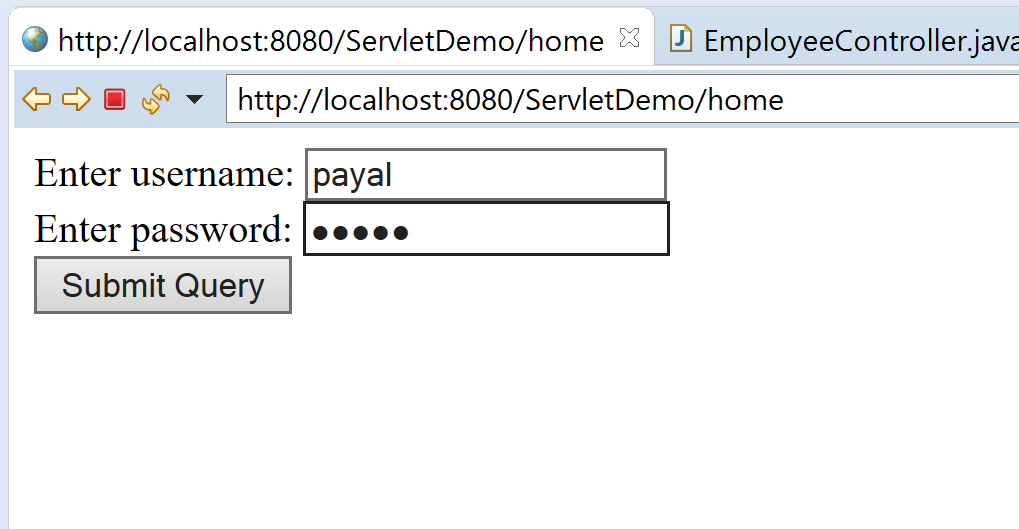 http://localhost:8080/ServletDemo/home EmployeeController.java
http://localhost:8080/ServletDemo/home
Enter username: payal
Enter password: ●●●●●
Submit Query